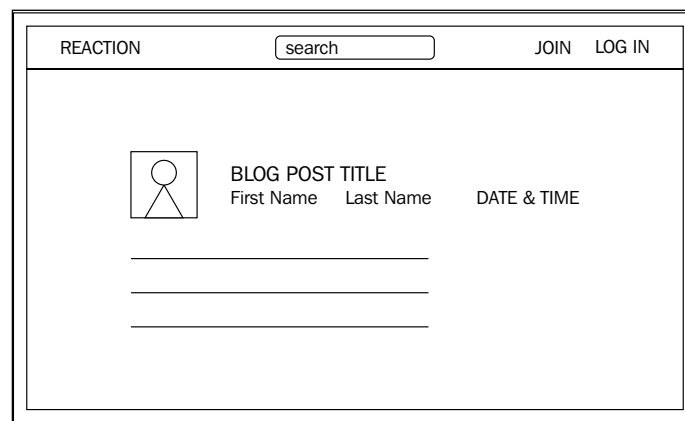 REACTION search JOIN LOG IN
BLOG POST TITLE
First Name Last Name DATE & TIME